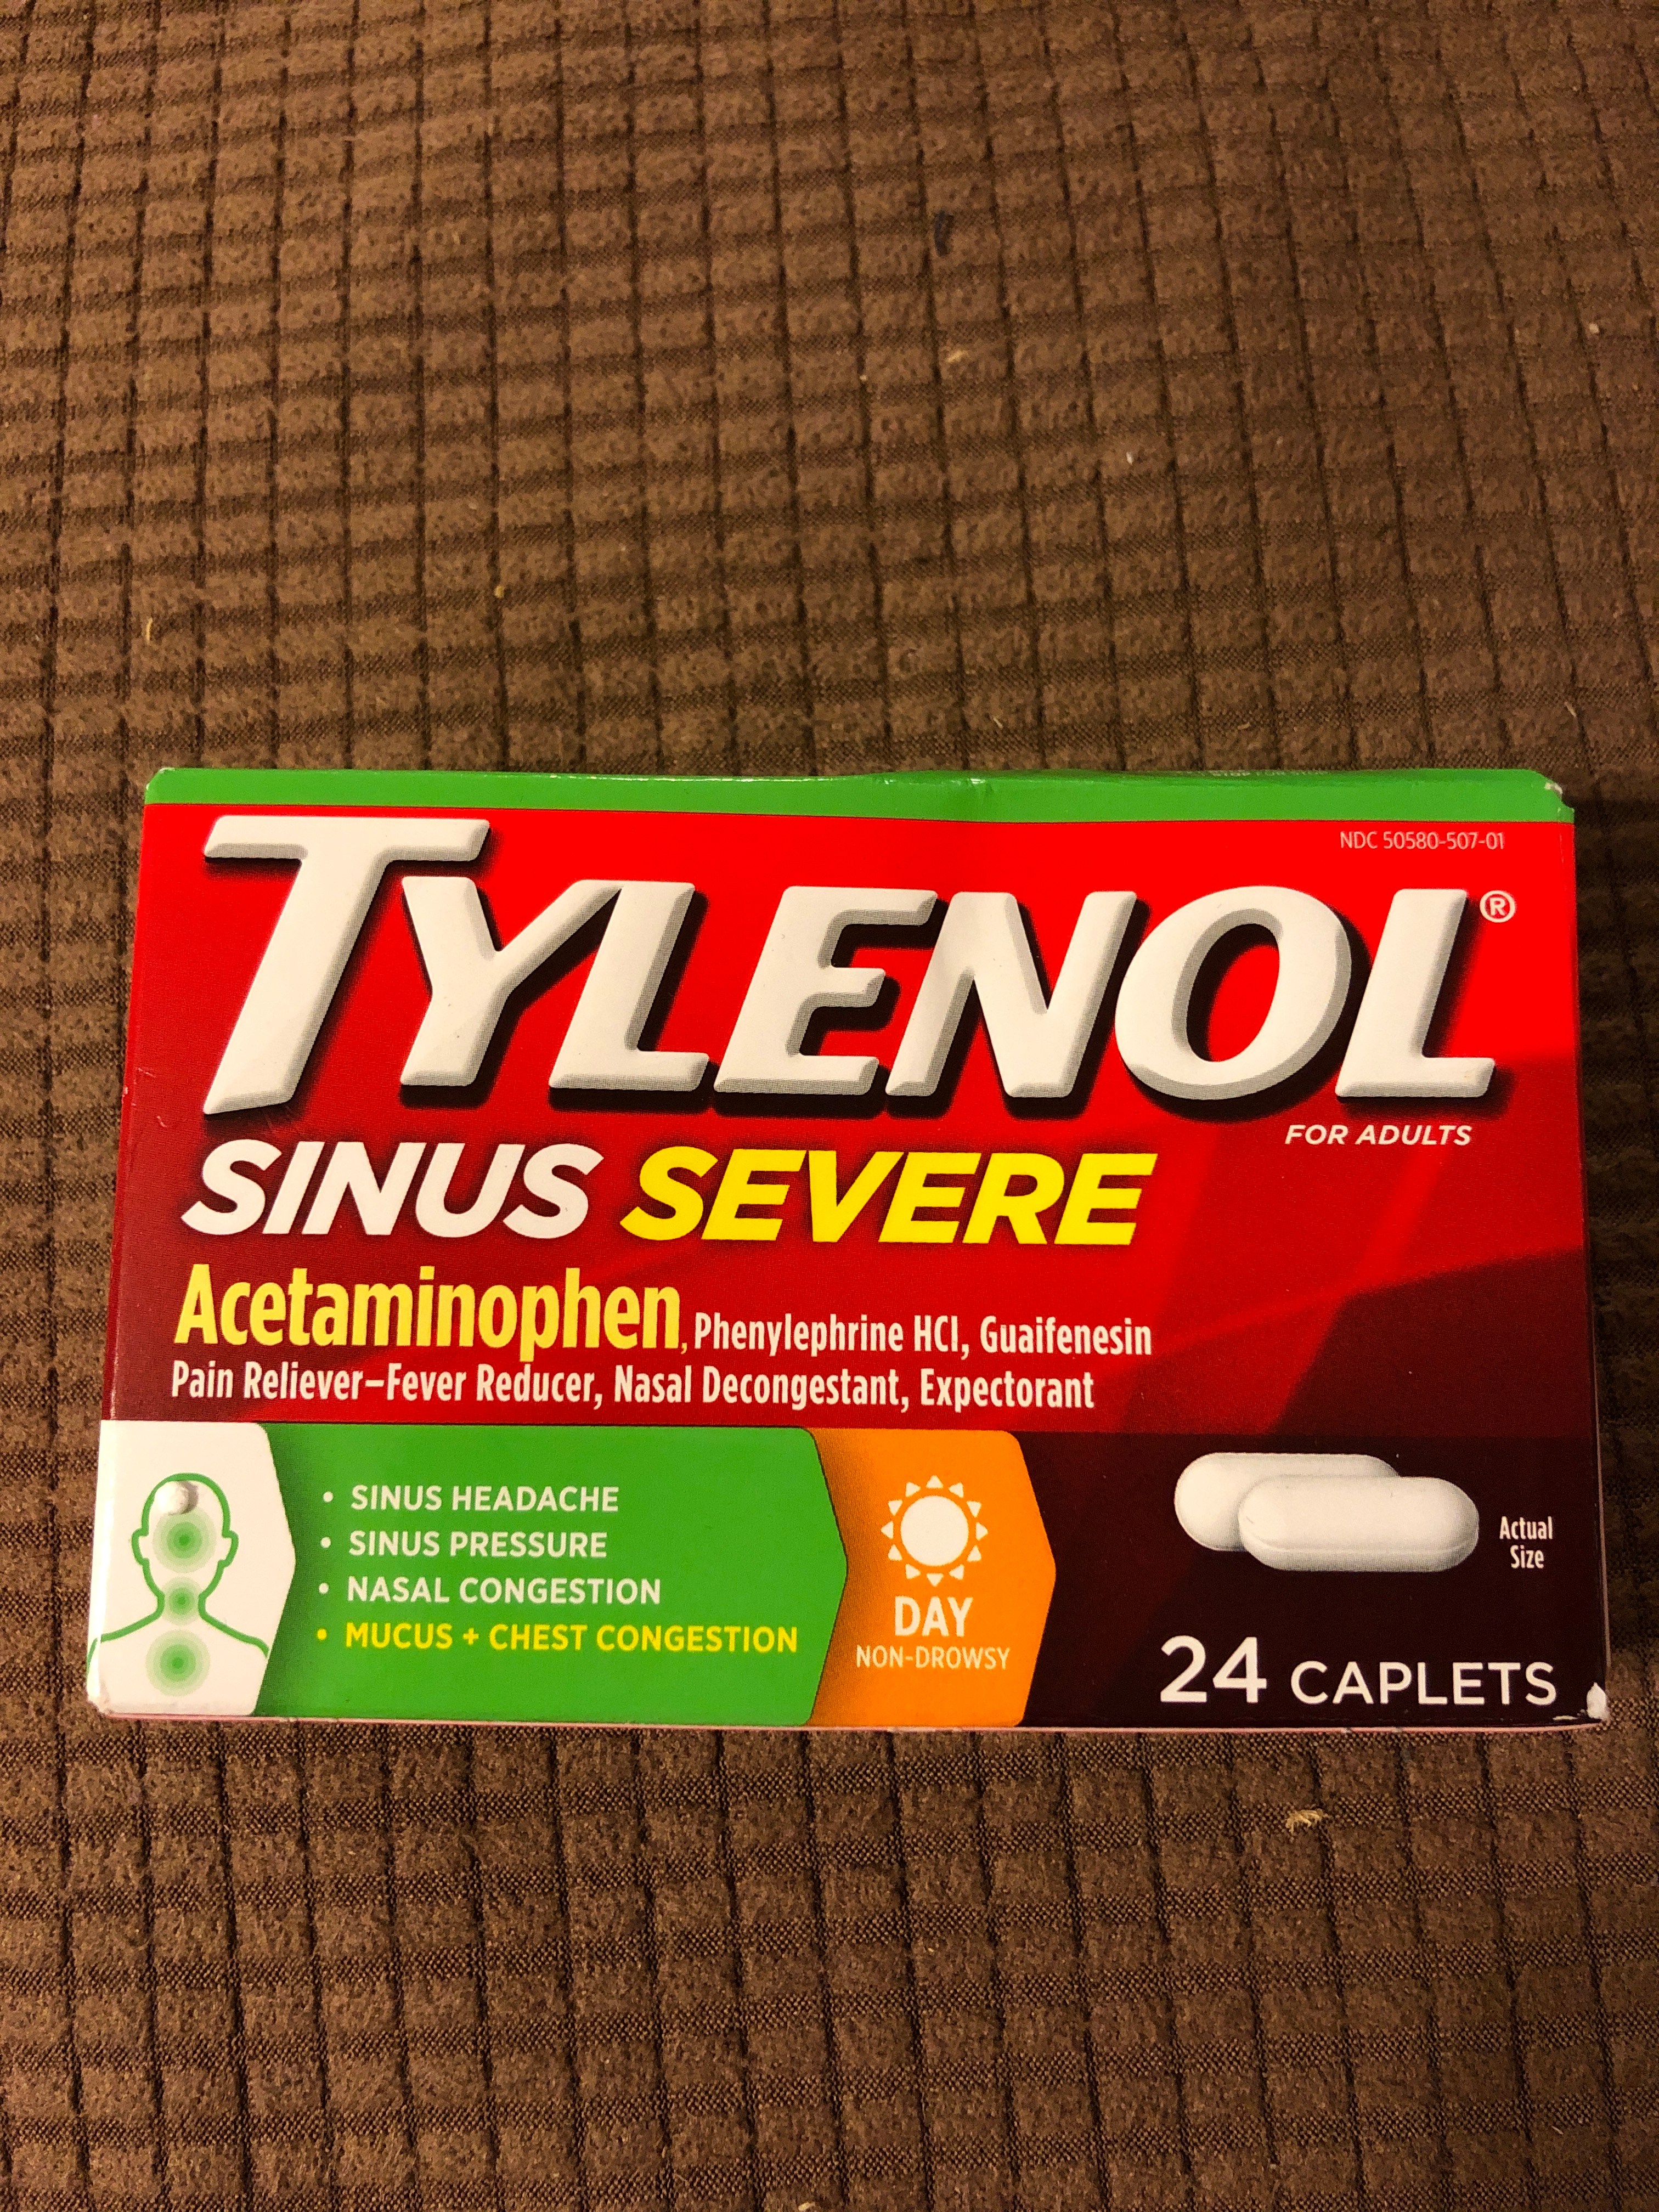 NDC 50580-507-01
TYLENOL®
FOR ADULTS
SINUS SEVERE
Acetaminophen, Phenylephrine HCl, Guaifenesin
Pain Reliever–Fever Reducer, Nasal Decongestant, Expectorant
• SINUS HEADACHE
• SINUS PRESSURE
• NASAL CONGESTION
• MUCUS + CHEST CONGESTION
DAY
NON-DROWSY
Actual
Size
24 CAPLETS